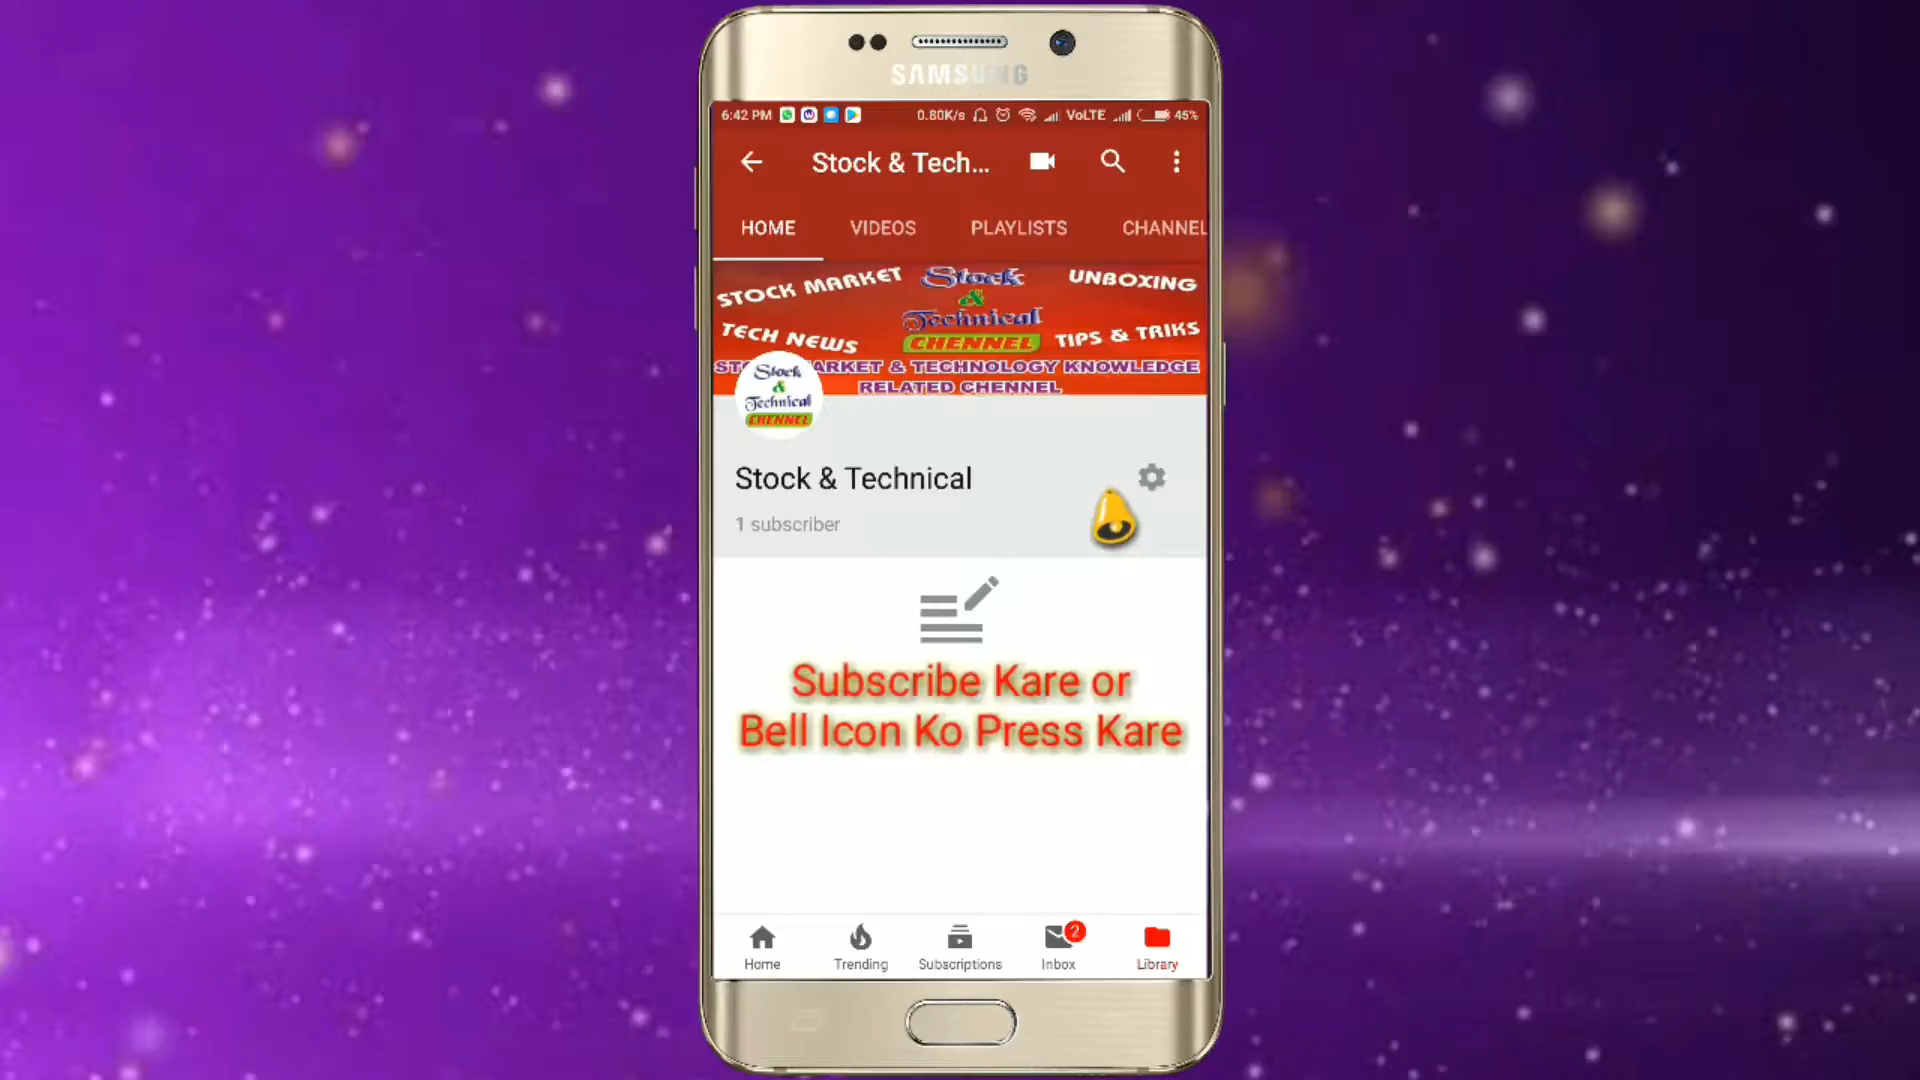 SAMSUNG
6:42 PM 0.80K/s VoLTE 45%
Stock & Tech...
HOME VIDEOS PLAYLISTS CHANNEL
STOCK MARKET Stock UNBOXING
&
TECH NEWS Technical TIPS & TRIKS
CHENNEL
ARKET & TECHNOLOGY KNOWLEDGE
RELATED CHENNEL
Stock
&
Technical
CHENNEL
Stock & Technical
1 subscriber
Subscribe Kare or
Bell Icon Ko Press Kare
2
Home Trending Subscriptions Inbox Library